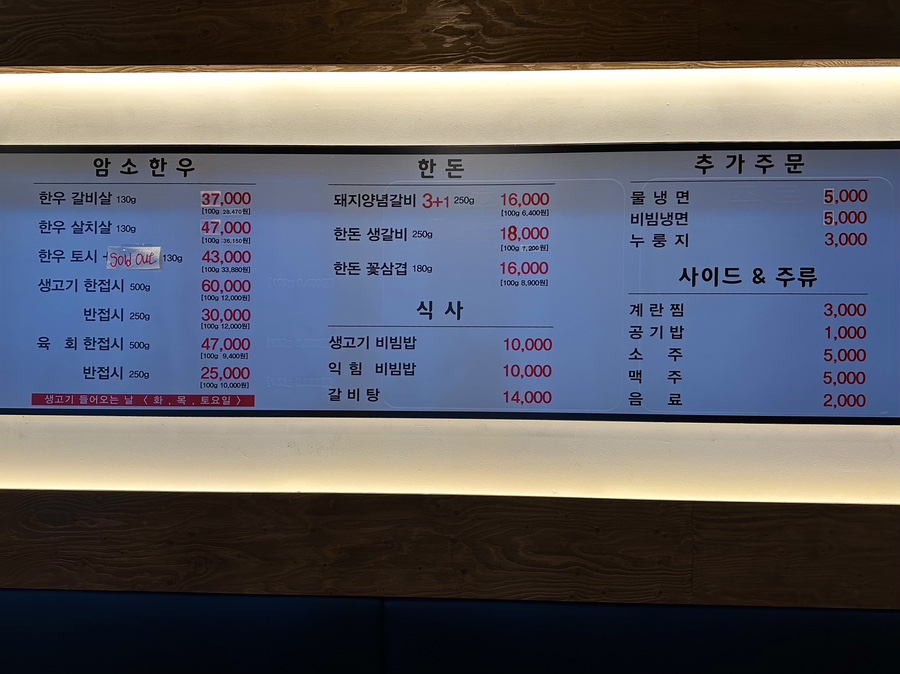 암소한우
한우 갈비살 130g 37,000
[100g 28,470원]
한우 살치살 130g 47,000
[100g 36,150원]
한우 토시 Sold out 130g 43,000
[100g 33,880원]
생고기 한접시 500g 60,000
[100g 12,000원]
반접시 250g 30,000
[100g 12,000원]
육 회 한접시 500g 47,000
[100g 9,400원]
반접시 250g 25,000
[100g 10,000원]
생고기 들어오는 날 〈 화 , 목 , 토요일 〉
한돈
돼지양념갈비 3+1 250g 16,000
[100g 6,400원]
한돈 생갈비 250g 18,000
[100g 7,200원]
한돈 꽃삼겹 180g 16,000
[100g 8,900원]
식사
생고기 비빔밥 10,000
익힘 비빔밥 10,000
갈비탕 14,000
추가주문
물냉면 5,000
비빔냉면 5,000
누룽지 3,000
사이드 & 주류
계란찜 3,000
공기밥 1,000
소 주 5,000
맥 주 5,000
음 료 2,000